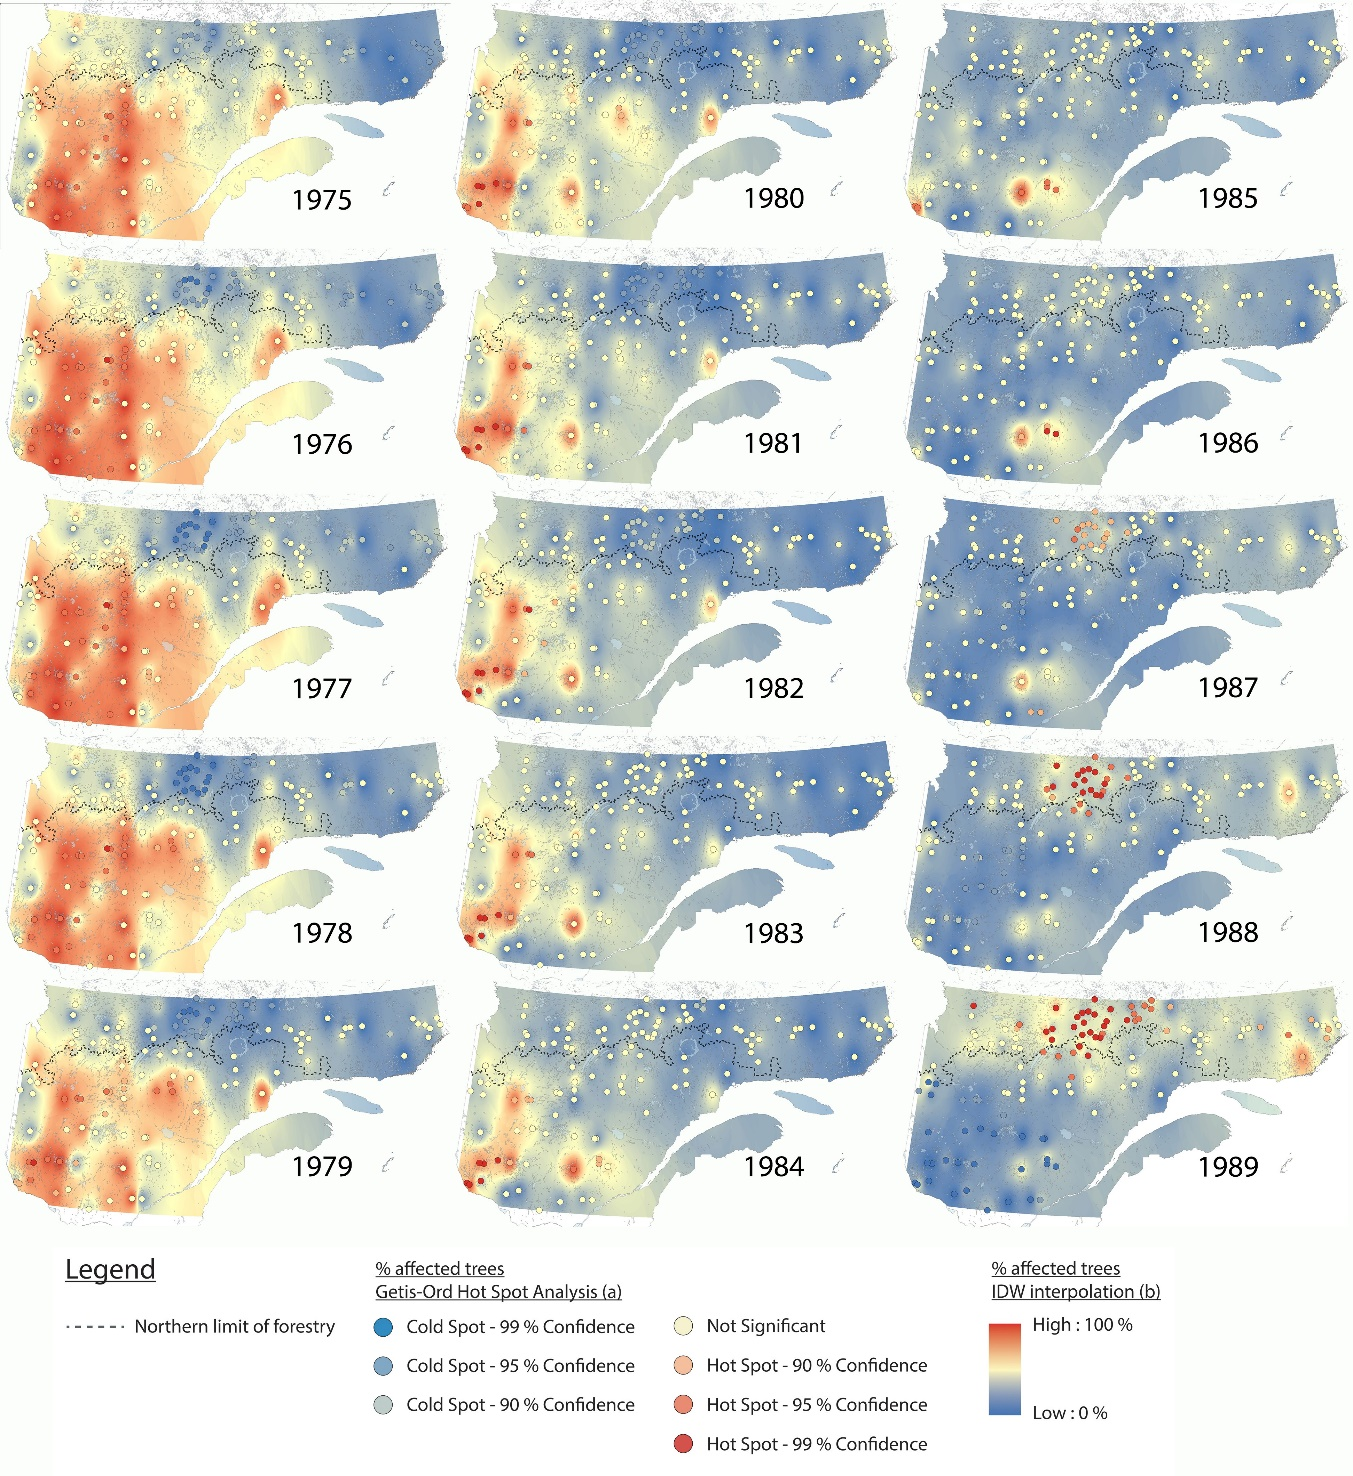 1975
1980
1985
1976
1981
1986
1977
1982
1987
1978
1983
1988
1979
1984
1989
Legend
Northern limit of forestry
% affected trees
Getis-Ord Hot Spot Analysis (a)
Cold Spot - 99 % Confidence
Cold Spot - 95 % Confidence
Cold Spot - 90 % Confidence
Not Significant
Hot Spot - 90 % Confidence
Hot Spot - 95 % Confidence
Hot Spot - 99 % Confidence
% affected trees
IDW interpolation (b)
High : 100 %
Low : 0 %